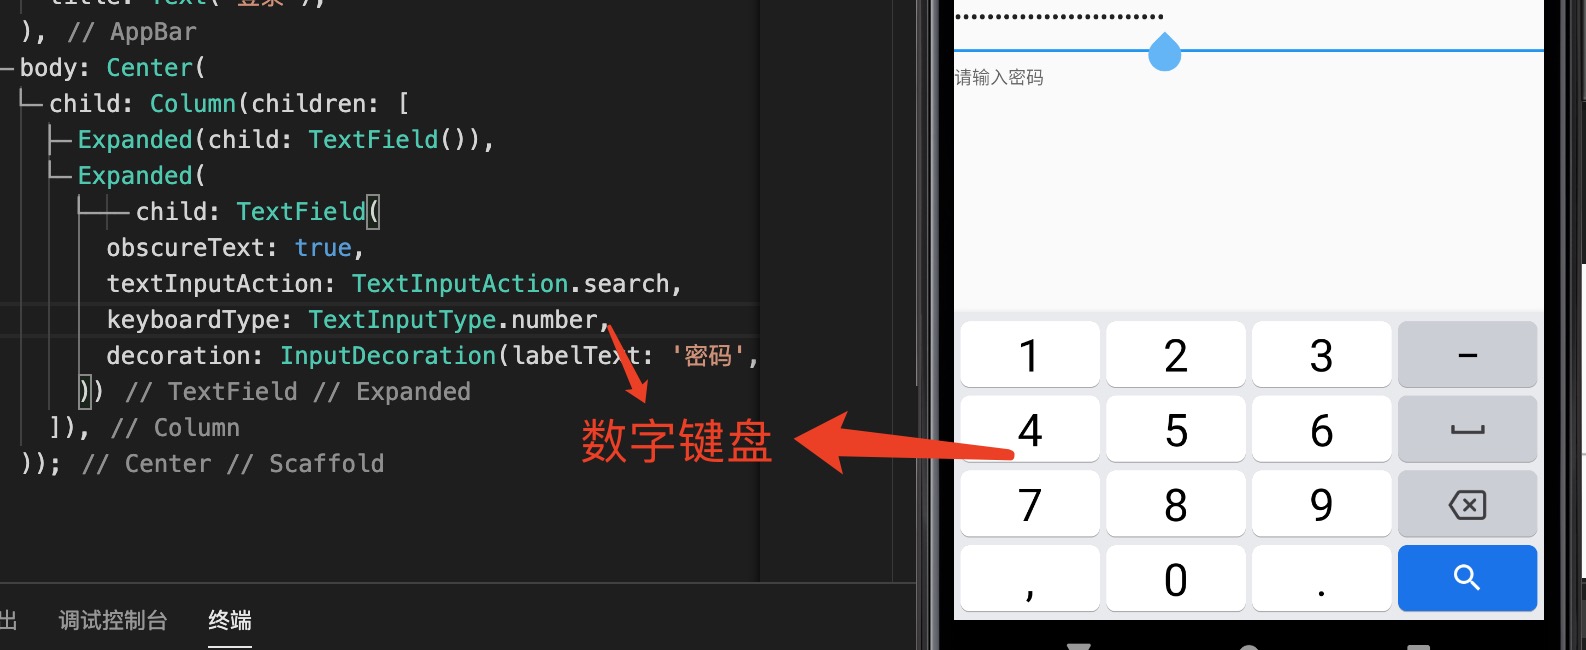 title: Text('登录'),
), // AppBar
body: Center(
child: Column(children: [
Expanded(child: TextField()),
Expanded(
child: TextField(
obscureText: true,
textInputAction: TextInputAction.search,
keyboardType: TextInputType.number,
decoration: InputDecoration(labelText: '密码',
)) // TextField // Expanded
]), // Column
)); // Center // Scaffold
数字键盘
出 调试控制台 终端
•••••••••••••••••••••••••
请输入密码
1 2 3 –
4 5 6
7 8 9
, 0 .